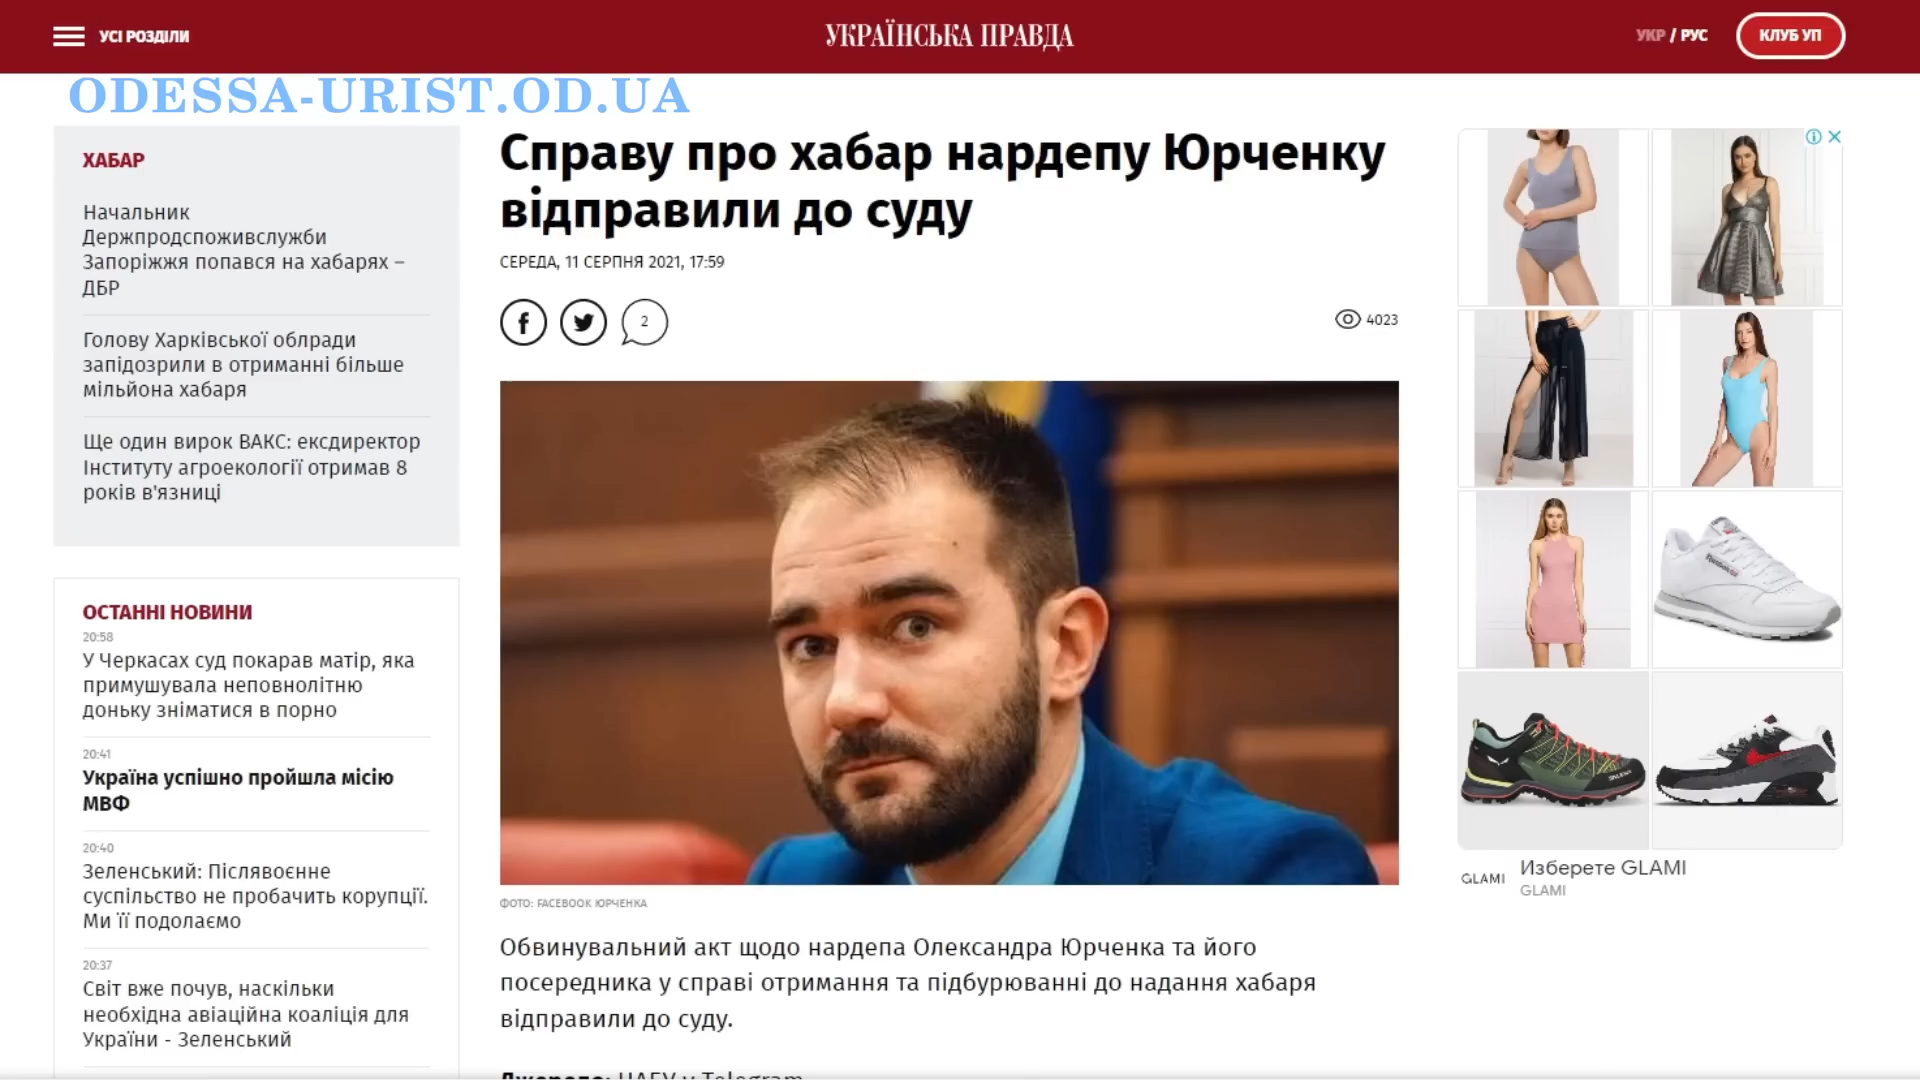 УСІ РОЗДІЛИ
УКРАЇНСЬКА ПРАВДА
УКР / РУС
КЛУБ УП
ODESSA-URIST.OD.UA
ХАБАР
Начальник
Держпродспоживслужби
Запоріжжя попався на хабарях –
ДБР
Голову Харківської облради
запідозрили в отриманні більше
мільйона хабаря
Ще один вирок ВАКС: ексдиректор
Інституту агроекології отримав 8
років в'язниці
ОСТАННІ НОВИНИ
20:58
У Черкасах суд покарав матір, яка
примушувала неповнолітню
доньку зніматися в порно
20:41
Україна успішно пройшла місію
МВФ
20:40
Зеленський: Післявоєнне
суспільство не пробачить корупції.
Ми її подолаємо
20:37
Світ вже почув, наскільки
необхідна авіаційна коаліція для
України - Зеленський
Справу про хабар нардепу Юрченку
відправили до суду
СЕРЕДА, 11 СЕРПНЯ 2021, 17:59
2
4023
ФОТО: FACEBOOK ЮРЧЕНКА
Обвинувальний акт щодо нардепа Олександра Юрченка та його
посередника у справі отримання та підбурюванні до надання хабаря
відправили до суду.
Джерело: НАБУ у Telegram
Reebok
SALEWA
GLAMI
Изберете GLAMI
GLAMI